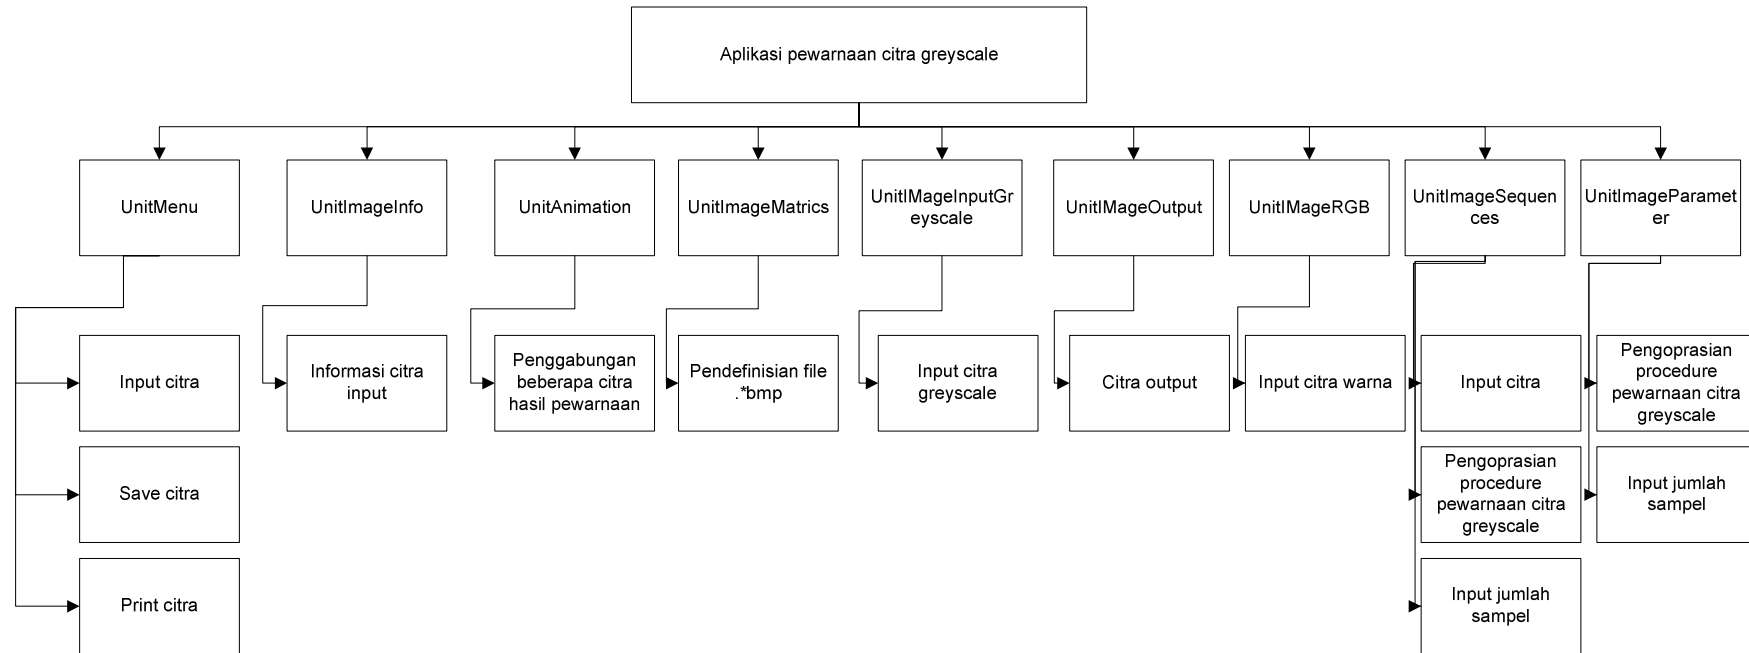 Aplikasi pewarnaan citra greyscale
UnitMenu
UnitImageInfo
UnitAnimation
UnitImageMatrics
UnitIMageInputGr
eyscale
UnitIMageOutput
UnitIMageRGB
UnitImageSequen
ces
UnitImageParamet
er
Input citra
Informasi citra
input
Penggabungan
beberapa citra
hasil pewarnaan
Pendefinisian file
.*bmp
Input citra
greyscale
Citra output
Input citra warna
Input citra
Pengoprasian
procedure
pewarnaan citra
greyscale
Save citra
Pengoprasian
procedure
pewarnaan citra
greyscale
Input jumlah
sampel
Print citra
Input jumlah
sampel